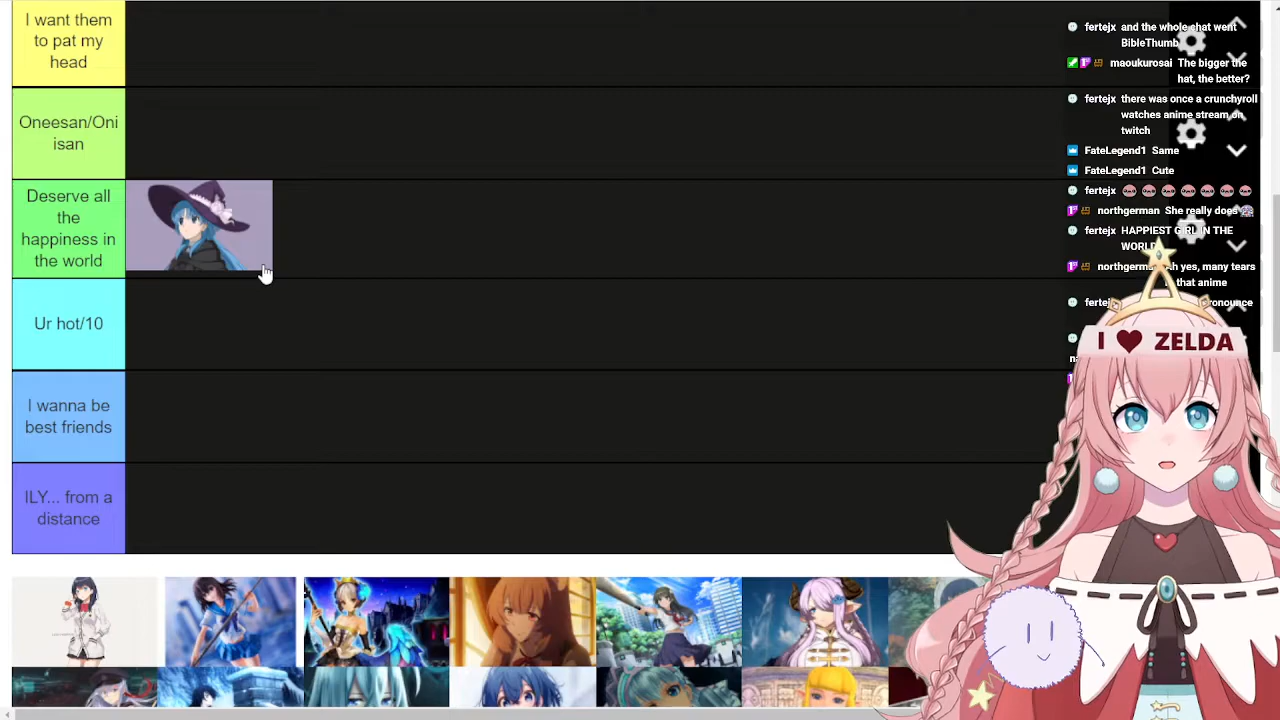 I want them
to pat my
head
Oneesan/Oni
isan
Deserve all
the
happiness in
the world
Ur hot/10
I wanna be
best friends
ILY... from a
distance
fertejx and the whole chat went
BibleThumb
maoukurosai The bigger the
hat, the better?
fertejx there was once a crunchyroll
watches anime stream on
twitch
FateLegend1 Same
FateLegend1 Cute
fertejx
northgerman She really does
fertejx HAPPIEST GIRL IN THE
WORLD
yes, many tears
that anime
I ZELDA